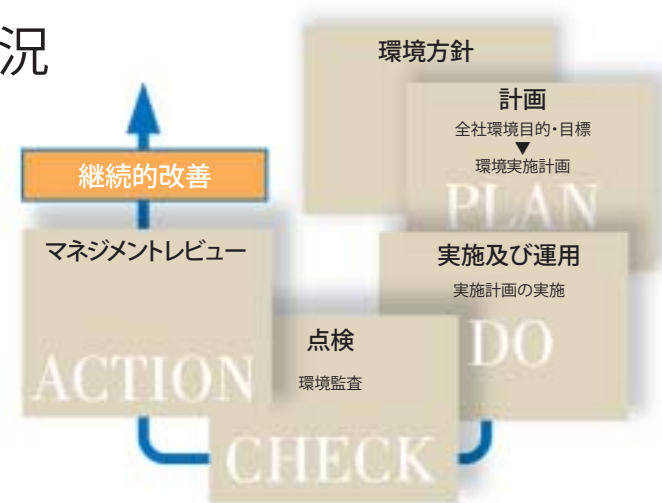 況
環境方針
計画
全社環境目的・目標
▼
環境実施計画
PLAN
実施及び運用
実施計画の実施
DO
点検
環境監査
CHECK
マネジメントレビュー
ACTION
継続的改善